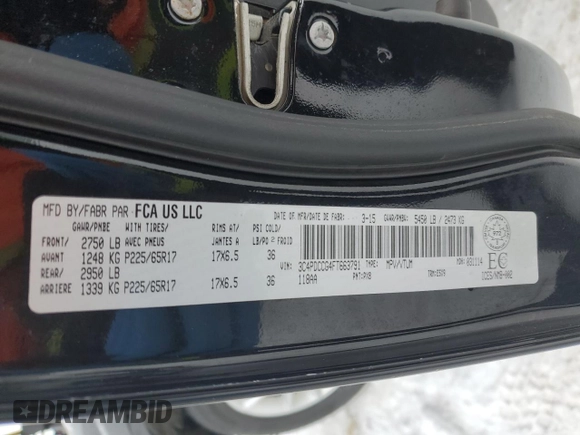 MFD BY/FABR PAR FCA US LLC
DATE OF MFR/DATE DE FABR: 3-15 GVWR/PNBV: 5450 LB / 2473 KG
GAWR/PNBE WITH TIRES/ RIMS AT/ PSI COLD
FRONT/ 2750 LB AVEC PNEUS JANTES A LB/PO² FROID
AVANT 1248 KG P225/65R17 17X6.5 36
REAR/ 2950 LB
ARRIERE 1339 KG P225/65R17 17X6.5 36
VIN: 3C4PDCCG4FT663791 TYPE: MPV/VTUM
118AA PNT: PXB
EC
DREAMBID